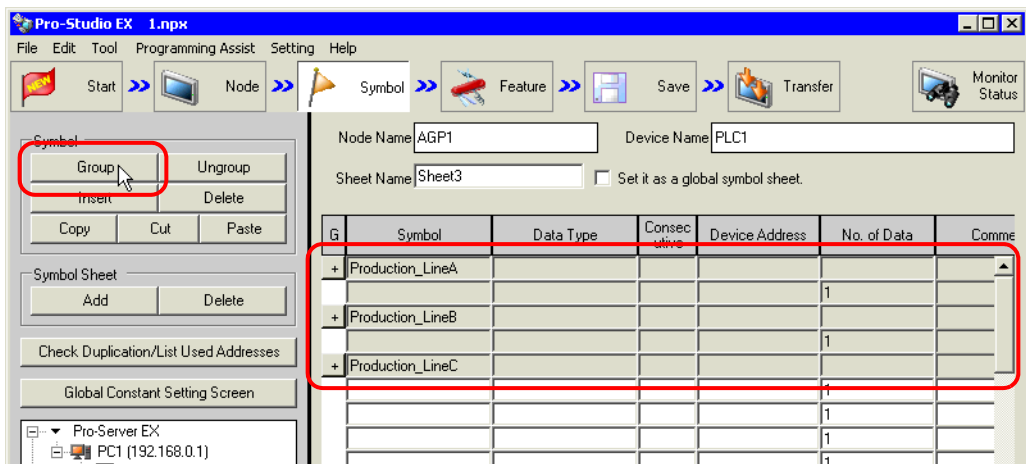 Pro-Studio EX 1.npx
File Edit Tool Programming Assist Setting Help
NEW Start Node Symbol Feature Save Transfer Monitor Status
Symbol
Group Ungroup
Insert Delete
Copy Cut Paste
Symbol Sheet
Add Delete
Check Duplication/List Used Addresses
Global Constant Setting Screen
Pro-Server EX
PC1 (192.168.0.1)
Node Name AGP1 Device Name PLC1
Sheet Name Sheet3 Set it as a global symbol sheet.
G Symbol Data Type Consecutive Device Address No. of Data Comme
+ Production_LineA
1
+ Production_LineB
1
+ Production_LineC
1
1
1
1